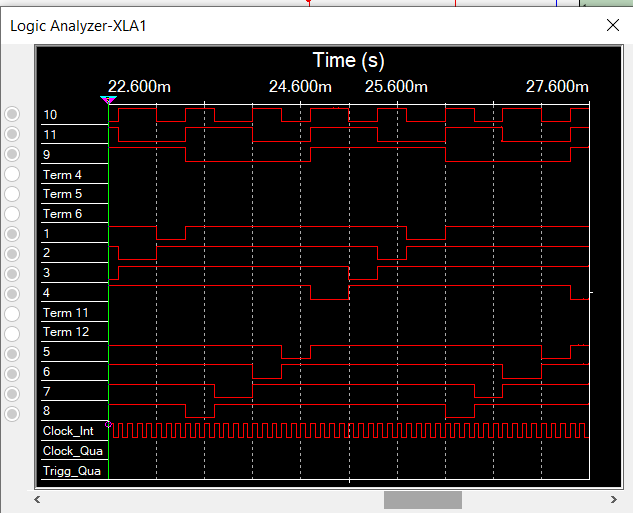 Logic Analyzer-XLA1
Time (s)
22.600m 24.600m 25.600m 27.600m
10
11
9
Term 4
Term 5
Term 6
1
2
3
4
Term 11
Term 12
5
6
7
8
Clock_Int
Clock_Qua
Trigg_Qua